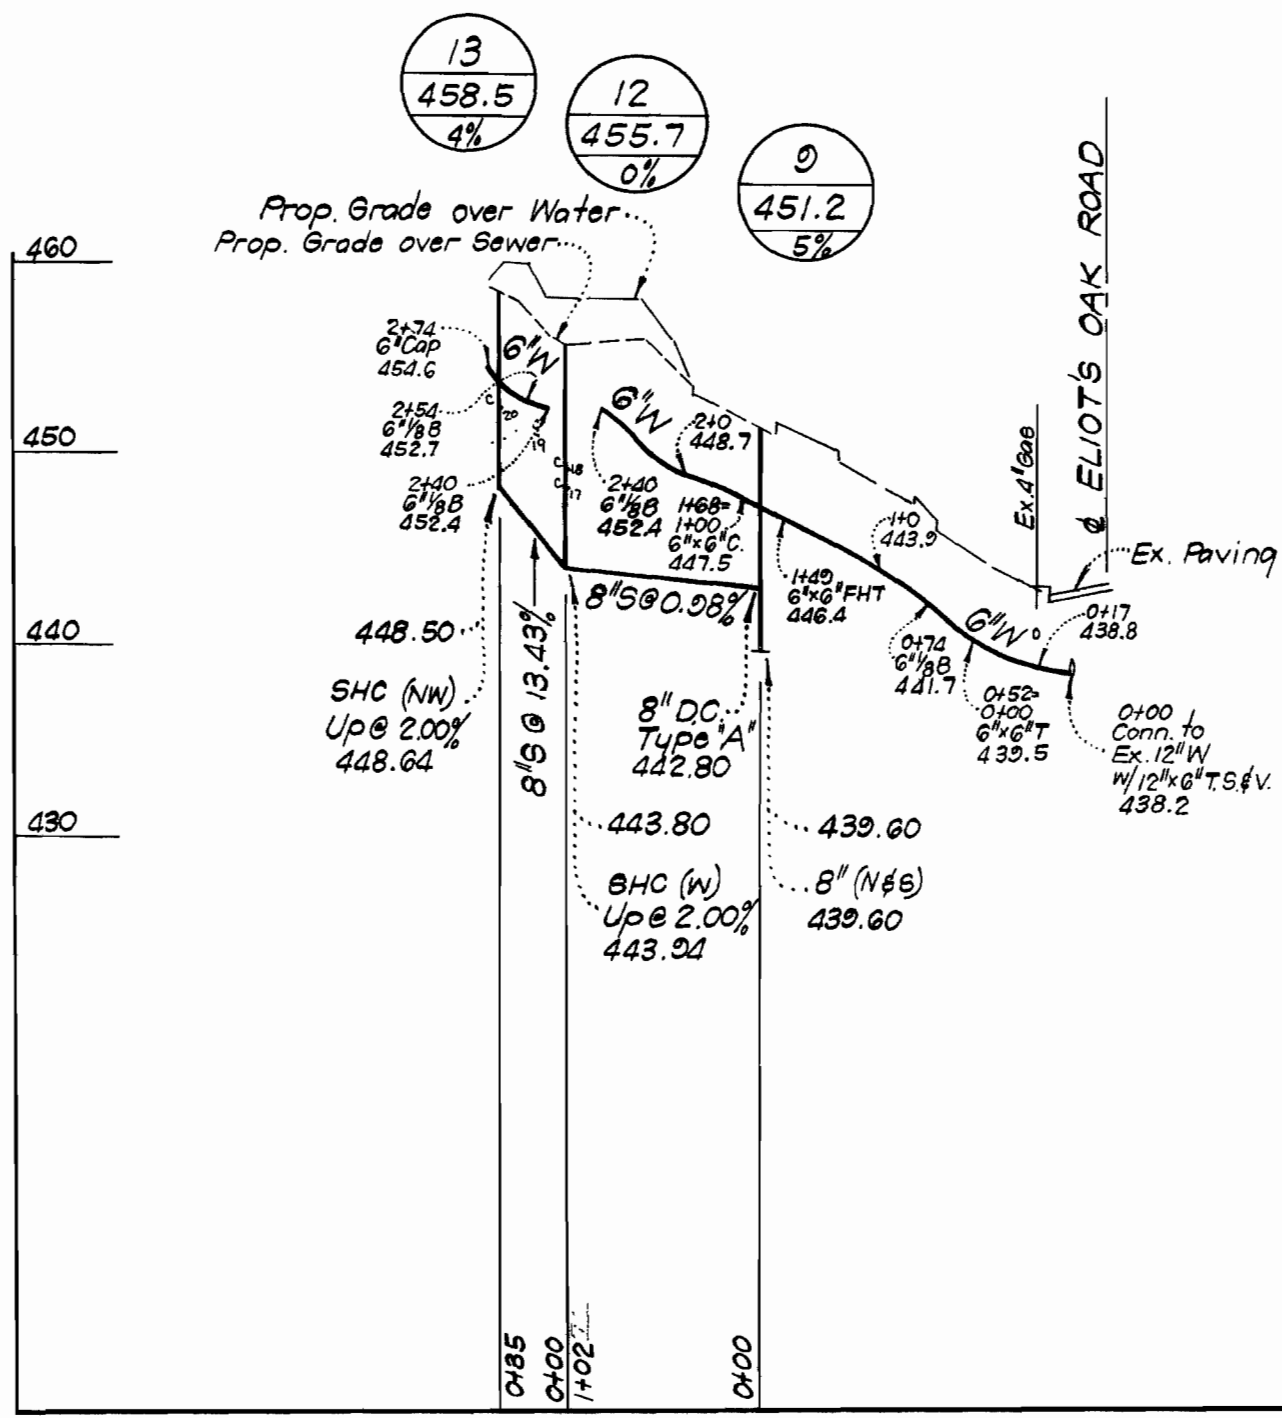 13
458.5
4%
12
455.7
0%
9
451.2
5%
Prop. Grade over Water
Prop. Grade over Sewer
460
450
440
430
2+74
6" Cap
454.6
6"W
2+54
6" 1/8 B
452.7
2+40
6" 1/8 B
452.4
C
20
19
C
18
C
17
6"W
2+0
448.7
2+40
6" 1/8 B
452.4
1+68=
1+00
6"x6"C.
447.5
1+49
6"x6"FHT
446.4
1+0
443.9
0+74
6" 1/8 B
441.7
6"W
0+52=
0+00
6"x6"T
439.5
0+17
438.8
0+00
Conn. to
Ex. 12"W
W/12"x6"T.S.&V.
438.2
Ex. 4" Gas
℄ ELIOT'S OAK ROAD
Ex. Paving
448.50
SHC (NW)
Up @ 2.00%
448.64
8"S @ 13.43%
8"S @ 0.98%
8" D.C.
Type "A"
442.80
443.80
SHC (W)
Up @ 2.00%
443.94
439.60
8" (N&S)
439.60
0+85
0+00
1+02
0+00